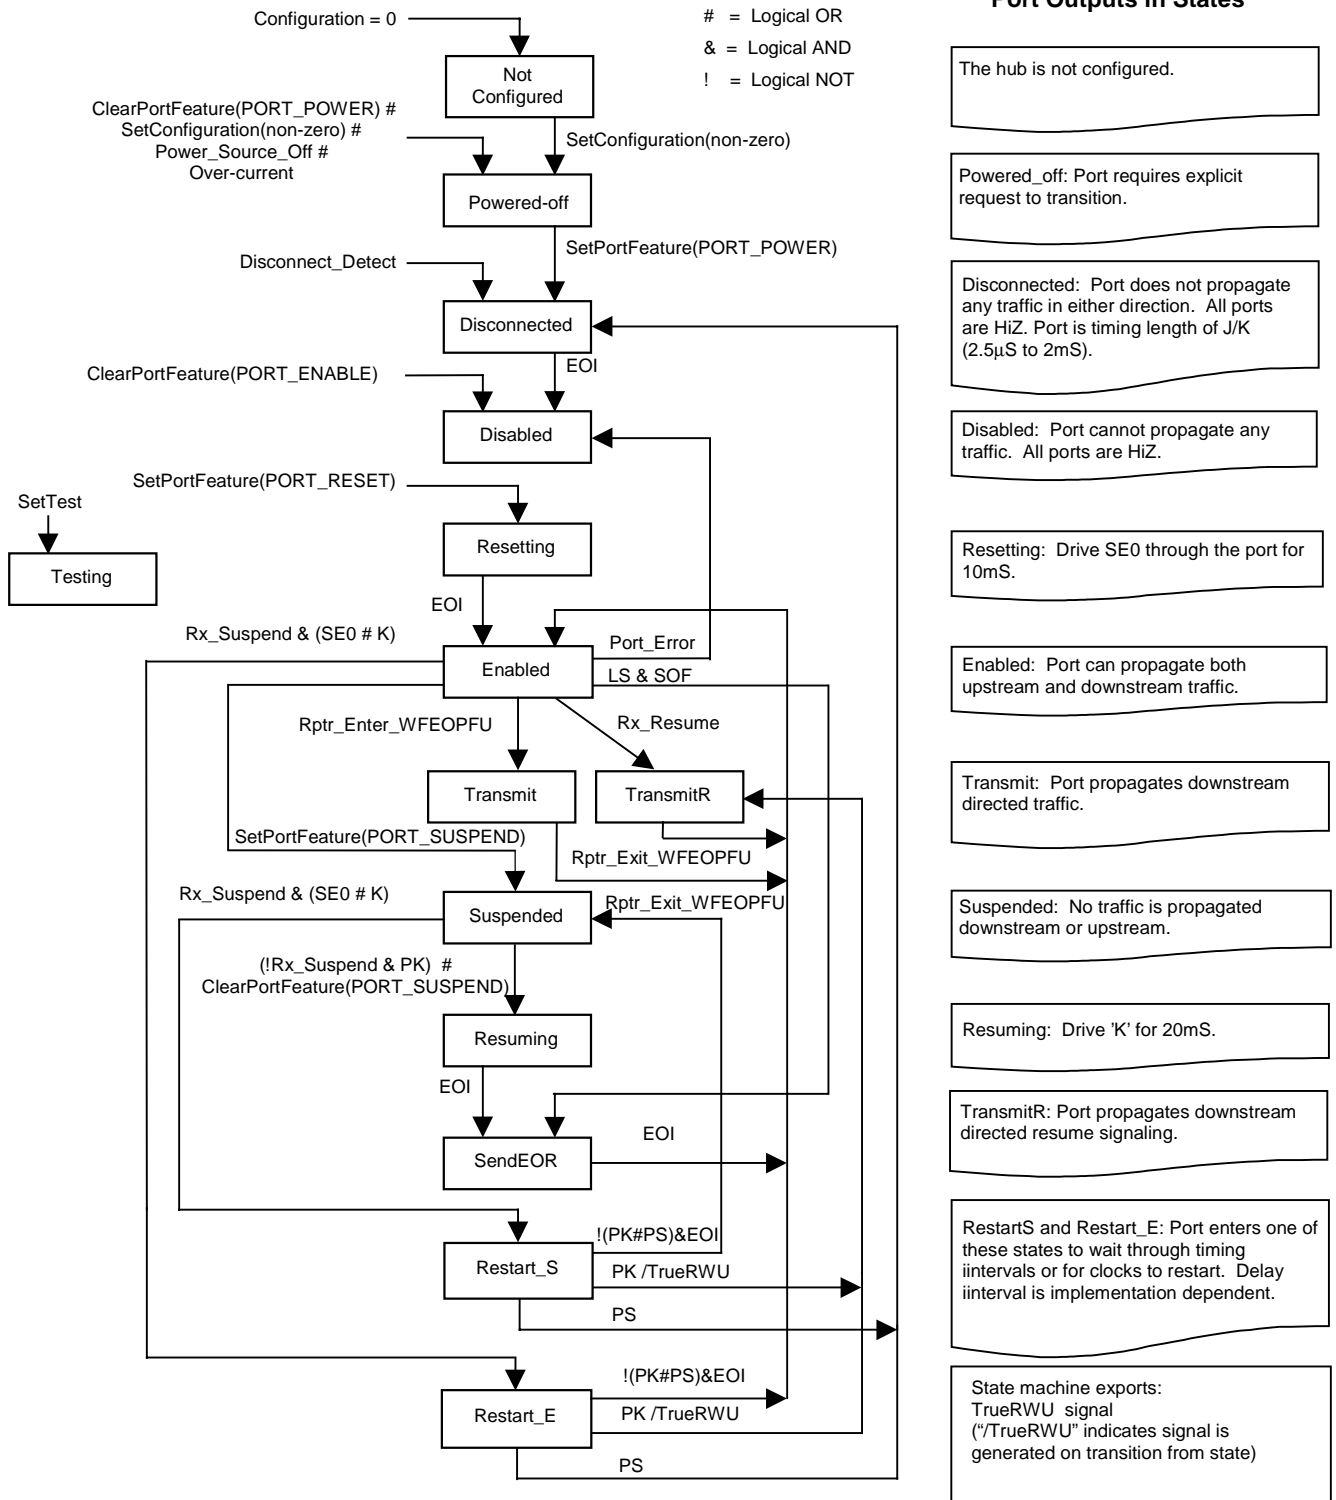 Port Outputs in States
Configuration = 0
# = Logical OR
& = Logical AND
! = Logical NOT
Not
Configured
ClearPortFeature(PORT_POWER) #
SetConfiguration(non-zero) #
Power_Source_Off #
Over-current
SetConfiguration(non-zero)
Powered-off
SetPortFeature(PORT_POWER)
Disconnect_Detect
Disconnected
EOI
ClearPortFeature(PORT_ENABLE)
Disabled
SetPortFeature(PORT_RESET)
SetTest
Testing
Resetting
EOI
Rx_Suspend & (SE0 # K)
Port_Error
Enabled
LS & SOF
Rptr_Enter_WFEOPFU
Rx_Resume
Transmit
TransmitR
SetPortFeature(PORT_SUSPEND)
Rptr_Exit_WFEOPFU
Rx_Suspend & (SE0 # K)
Rptr_Exit_WFEOPFU
Suspended
(!Rx_Suspend & PK) #
ClearPortFeature(PORT_SUSPEND)
Resuming
EOI
EOI
SendEOR
!(PK#PS)&EOI
Restart_S
PK /TrueRWU
PS
!(PK#PS)&EOI
Restart_E
PK /TrueRWU
PS
The hub is not configured.
Powered_off: Port requires explicit
request to transition.
Disconnected: Port does not propagate
any traffic in either direction. All ports
are HiZ. Port is timing length of J/K
(2.5µS to 2mS).
Disabled: Port cannot propagate any
traffic. All ports are HiZ.
Resetting: Drive SE0 through the port for
10mS.
Enabled: Port can propagate both
upstream and downstream traffic.
Transmit: Port propagates downstream
directed traffic.
Suspended: No traffic is propagated
downstream or upstream.
Resuming: Drive 'K' for 20mS.
TransmitR: Port propagates downstream
directed resume signaling.
RestartS and Restart_E: Port enters one of
these states to wait through timing
iintervals or for clocks to restart. Delay
iinterval is implementation dependent.
State machine exports:
TrueRWU signal
(“/TrueRWU” indicates signal is
generated on transition from state)